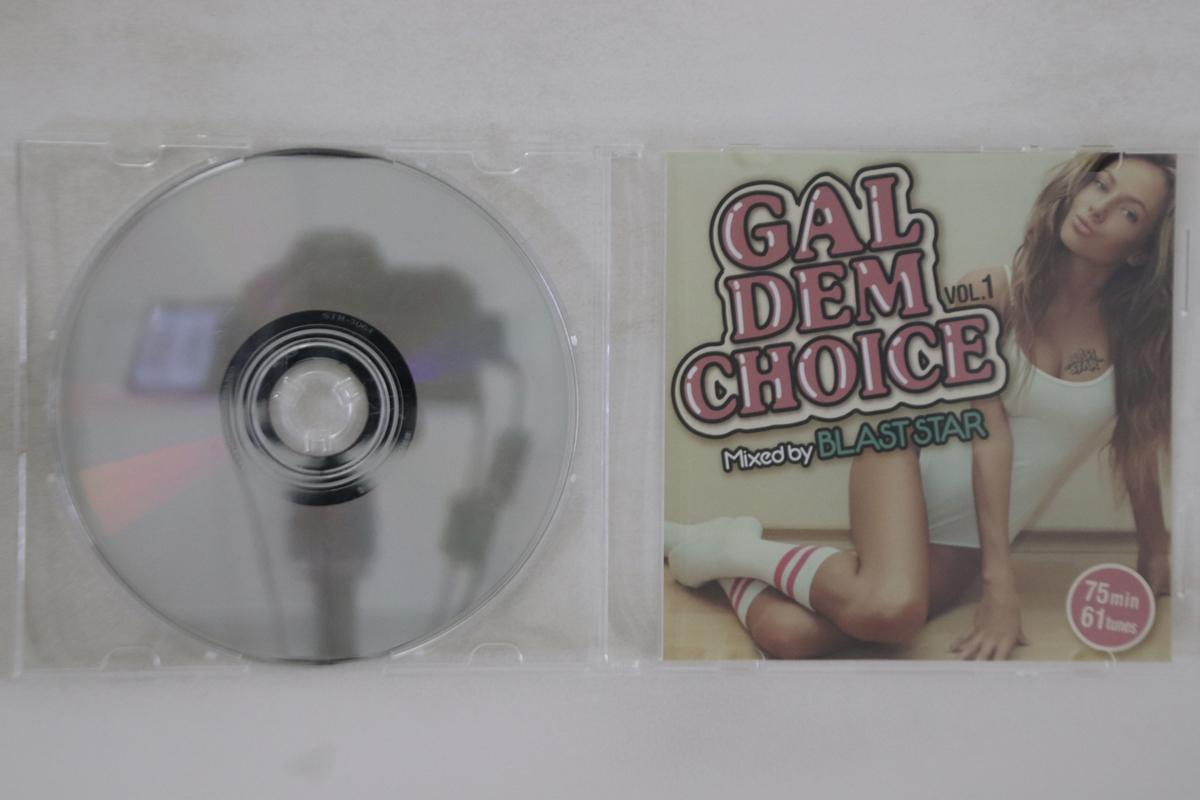 GAL
DEM
CHOICE
VOL.1
Mixed by BLAST STAR
75min
61tunes